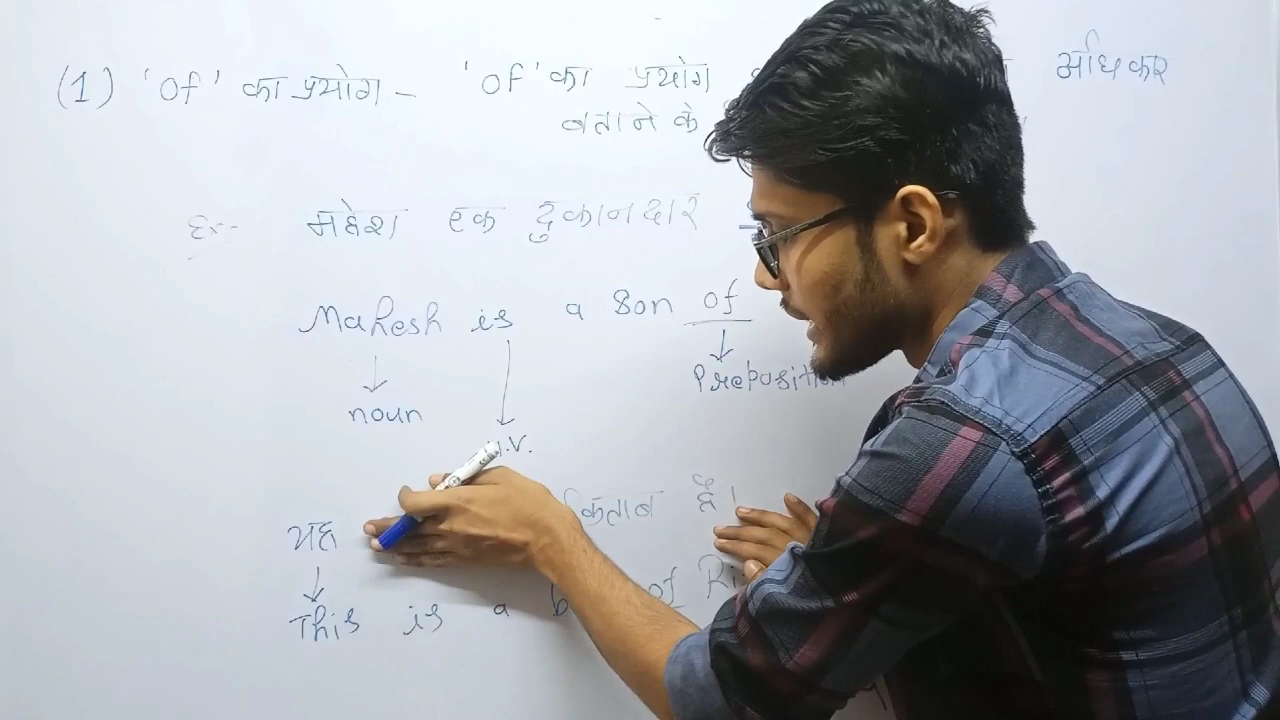 (1) 'of' का प्रयोग - 'of' का प्रयोग अधिकार
बताने के
Ex:- महेश एक दुकानदार
Mahesh is a son of
noun Preposition
यह किताब है।
This is a of